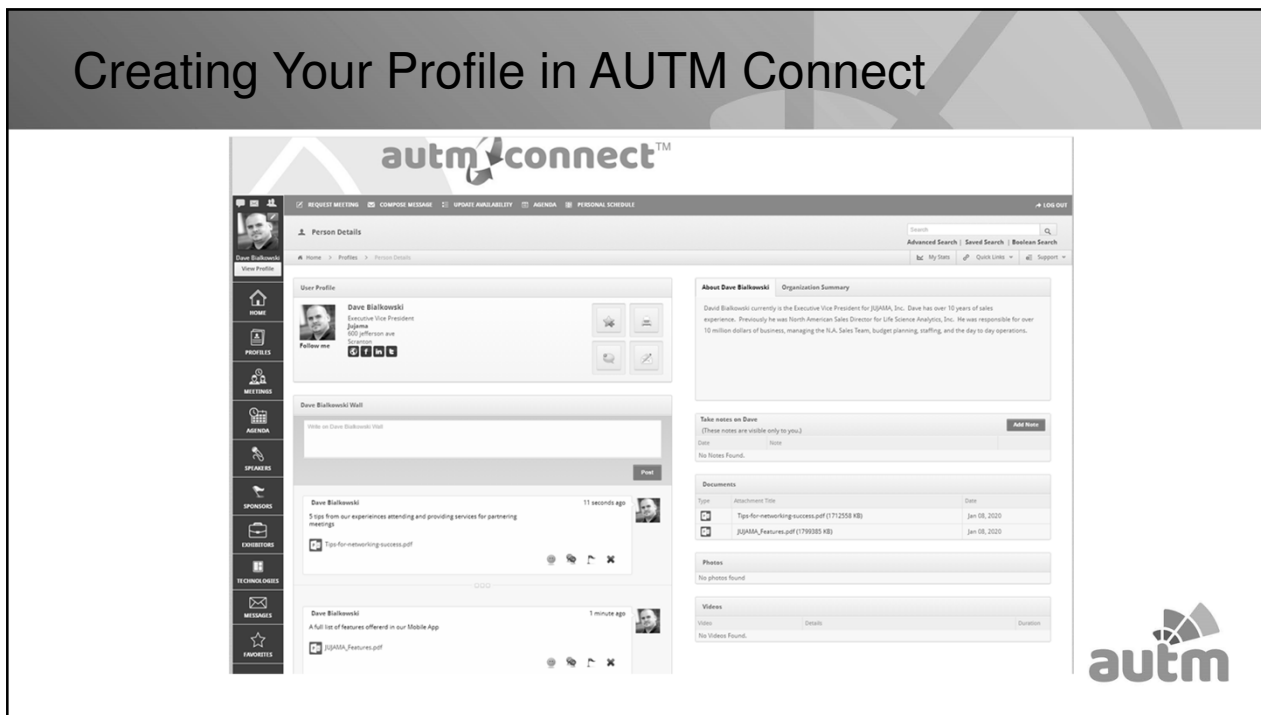 Creating Your Profile in AUTM Connect
autm connect™
REQUEST MEETING COMPOSE MESSAGE UPDATE AVAILABILITY AGENDA PERSONAL SCHEDULE
LOG OUT
Dave Bialkowski
View Profile
HOME
PROFILES
MEETINGS
AGENDA
SPEAKERS
SPONSORS
EXHIBITORS
TECHNOLOGIES
MESSAGES
FAVORITES
Person Details
Search
Advanced Search | Saved Search | Boolean Search
Home > Profiles > Person Details
My Stats Quick Links Support
User Profile
Dave Bialkowski
Executive Vice President
Jujama
600 jefferson ave
Scranton
Follow me
Dave Bialkowski Wall
Write on Dave Bialkowski Wall
Post
Dave Bialkowski 11 seconds ago
5 tips from our experieinces attending and providing services for partnering
meetings
Tips-for-networking-success.pdf
Dave Bialkowski 1 minute ago
A full list of features offererd in our Mobile App
JUJAMA_Features.pdf
About Dave Bialkowski Organization Summary
David Bialkowski currently is the Executive Vice President for JUJAMA, Inc. Dave has over 10 years of sales
experience. Previously he was North American Sales Director for Life Science Analytics, Inc. He was responsible for over
10 million dollars of business, managing the N.A. Sales Team, budget planning, staffing, and the day to day operations.
Take notes on Dave
(These notes are visible only to you.)
Add Note
Date Note
No Notes Found.
Documents
Type Attachment Title Date
Tips-for-networking-success.pdf (1712558 KB) Jan 08, 2020
JUJAMA_Features.pdf (1799385 KB) Jan 08, 2020
Photos
No photos found
Videos
Video Details Duration
No Videos Found.
autm